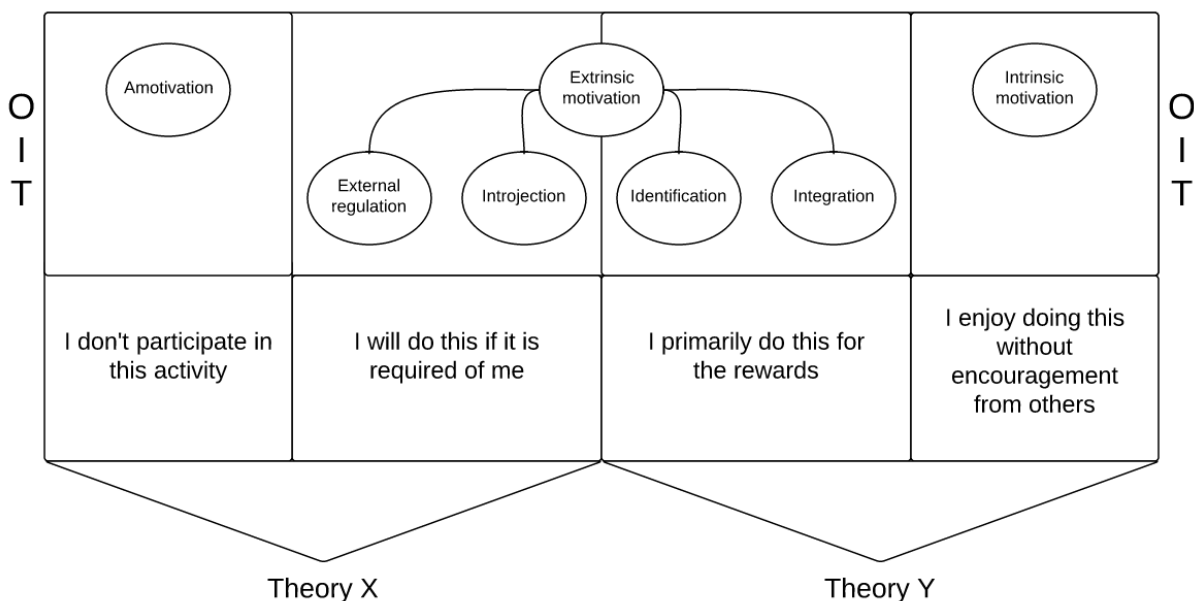 O
I
T
Amotivation
Extrinsic
motivation
Intrinsic
motivation
O
I
T
External
regulation
Introjection
Identification
Integration
I don't participate in
this activity
I will do this if it is
required of me
I primarily do this for
the rewards
I enjoy doing this
without
encouragement
from others
Theory X
Theory Y